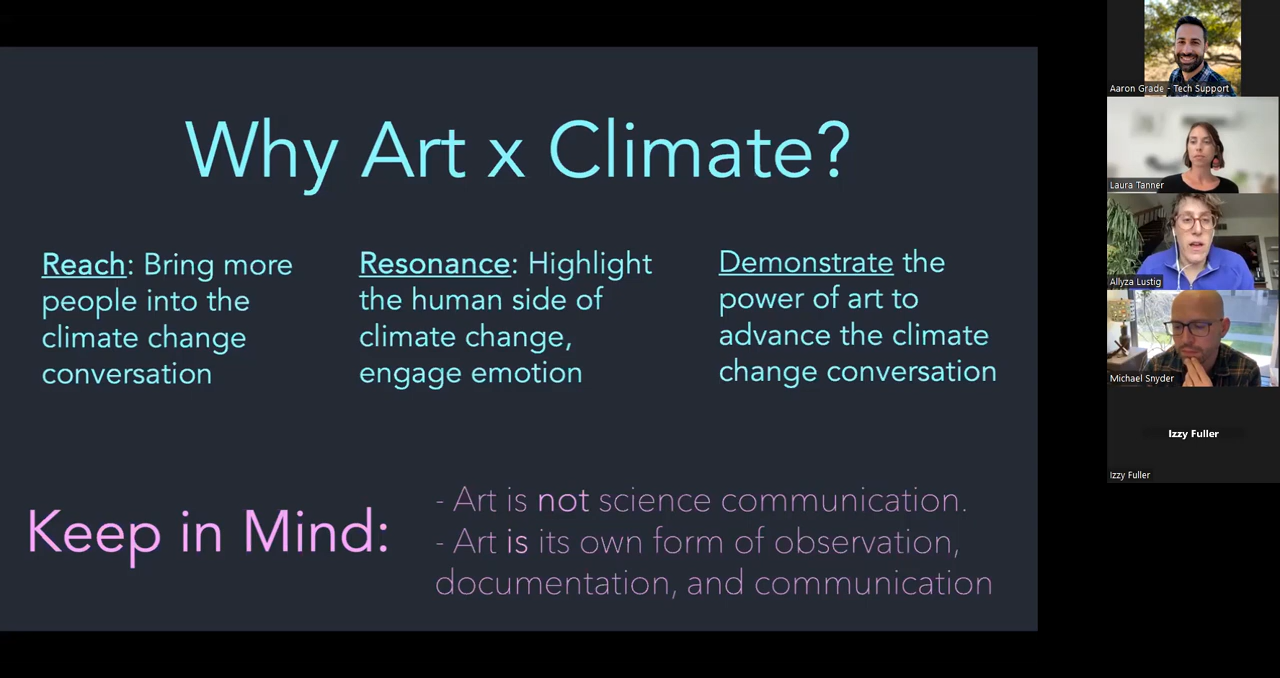 Why Art x Climate?
Reach: Bring more
people into the
climate change
conversation
Resonance: Highlight
the human side of
climate change,
engage emotion
Demonstrate the
power of art to
advance the climate
change conversation
Keep in Mind:
- Art is not science communication.
- Art is its own form of observation,
documentation, and communication
Aaron Grade - Tech Support
Laura Tanner
Allyza Lustig
Michael Snyder
Izzy Fuller
Izzy Fuller